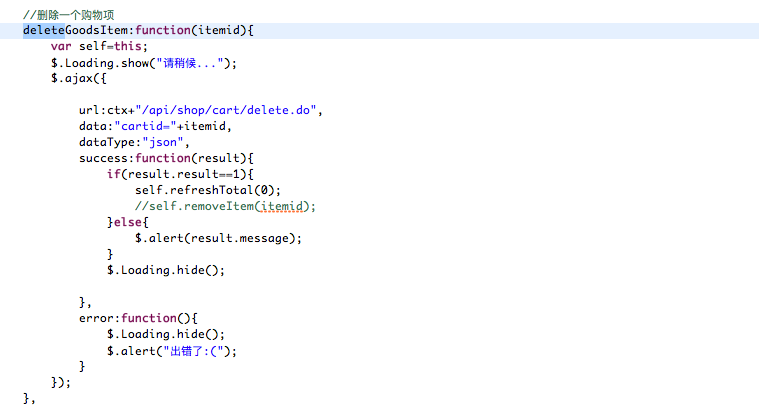 //删除一个购物项
deleteGoodsItem:function(itemid){
var self=this;
$.Loading.show("请稍候...");
$.ajax({
url:ctx+"/api/shop/cart/delete.do",
data:"cartid="+itemid,
dataType:"json",
success:function(result){
if(result.result==1){
self.refreshTotal(0);
//self.removeItem(itemid);
}else{
$.alert(result.message);
}
$.Loading.hide();
},
error:function(){
$.Loading.hide();
$.alert("出错了:(");
}
});
},